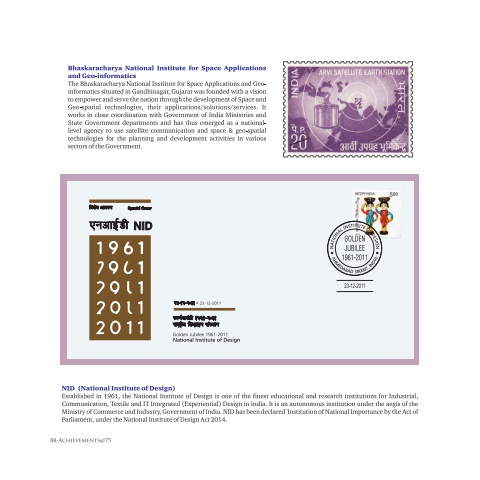 Bhaskaracharya National Institute for Space Applications
and Geo-informatics
The Bhaskaracharya National Institute for Space Applications and Geo-
informatics situated in Gandhinagar, Gujarat was founded with a vision
to empower and serve the nation through the development of Space and
Geo-spatial technologies, their applications/solutions/services. It
works in close coordination with Government of India Ministries and
State Government departments and has thus emerged as a national-
level agency to use satellite communication and space & geo-spatial
technologies for the planning and development activities in various
sectors of the Government.
ARVI SATELLITE EARTH STATION
INDIA
भारत
पै. P.
20
आर्वी उपग्रह भूमिकेन्द्र
विशेष आवरण Special Cover
एनआईडी NID
1961
1961
2011
2011
2011
5.00
NATIONAL INSTITUTE OF DESIGN
GOLDEN
JUBILEE
1961-2011
23-12-2011
23-12-2011
Golden Jubilee 1961-2011
National Institute of Design
NID (National Institute of Design)
Established in 1961, the National Institute of Design is one of the finest educational and research institutions for Industrial,
Communication, Textile and IT Integrated (Experiential) Design in India. It is an autonomous institution under the aegis of the
Ministry of Commerce and Industry, Government of India. NID has been declared 'Institution of National Importance by the Act of
Parliament, under the National Institute of Design Act 2014.
88-ACHIEVEMENTS@75